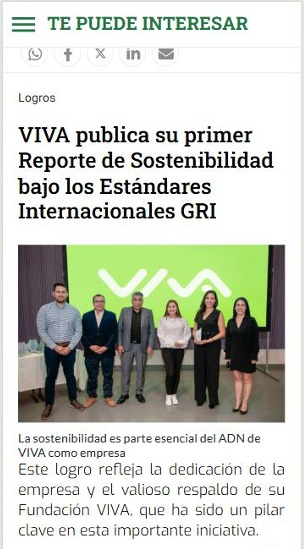 TE PUEDE INTERESAR
Logros
VIVA publica su primer
Reporte de Sostenibilidad
bajo los Estándares
Internacionales GRI
VIVA
La sostenibilidad es parte esencial del ADN de
VIVA como empresa
Este logro refleja la dedicación de la
empresa y el valioso respaldo de su
Fundación VIVA, que ha sido un pilar
clave en esta importante iniciativa.